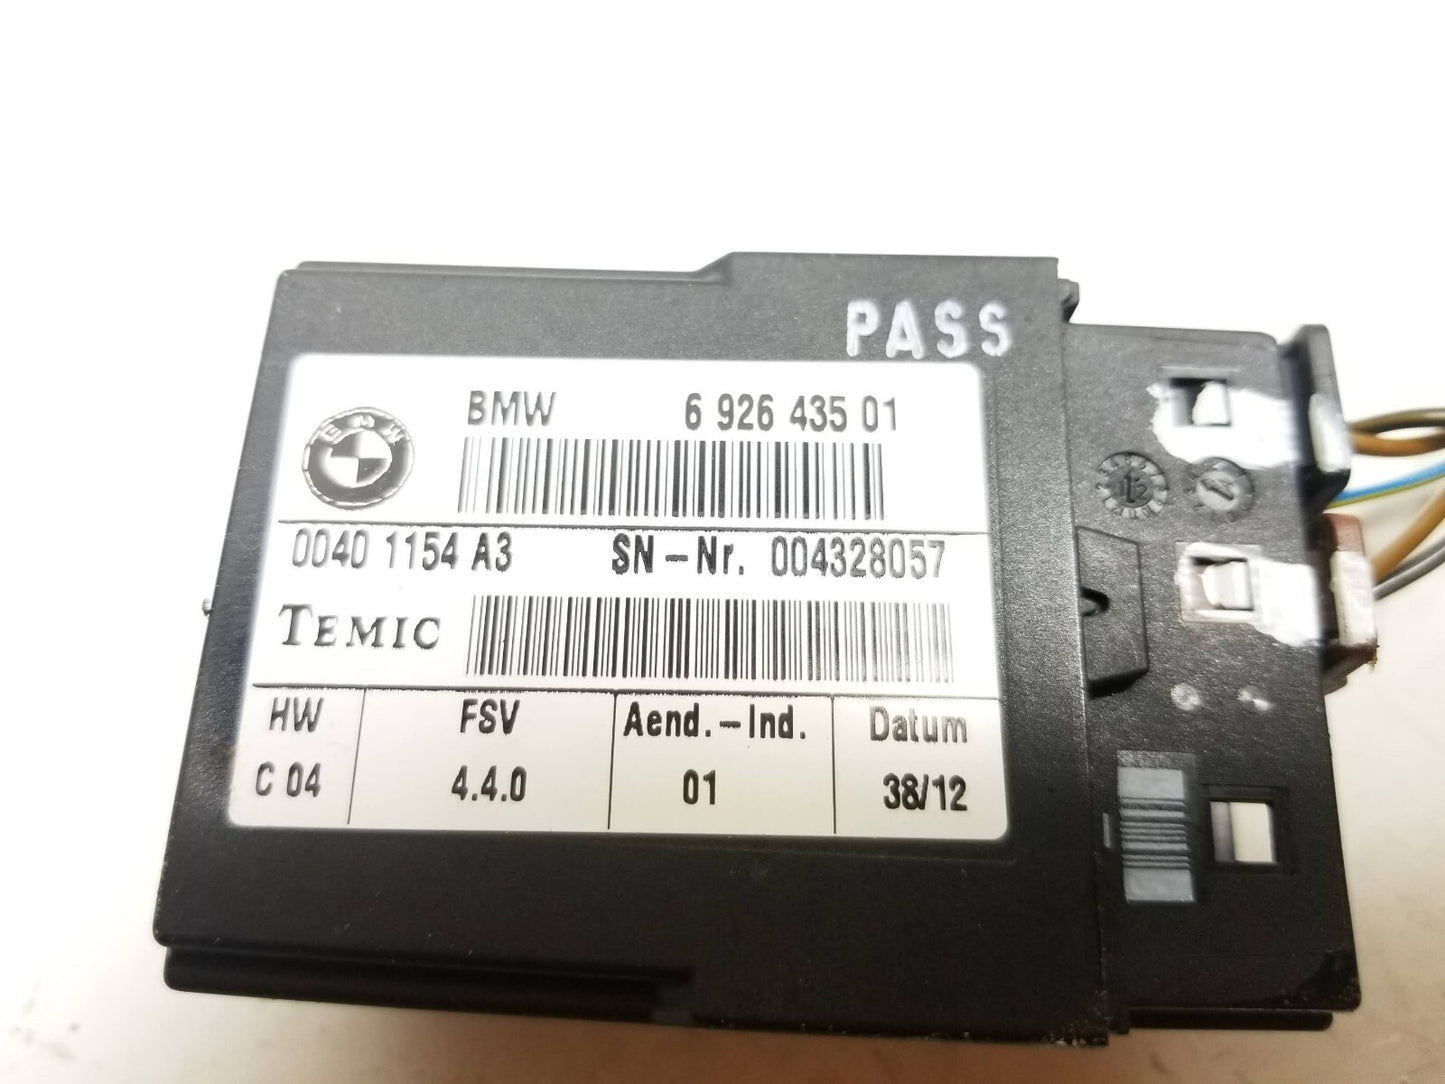 PASS
BMW 6 926 435 01
BMW
0040 1154 A3 SN-Nr. 004328057
TEMIC
HW FSV Aend.-Ind. Datum
C 04 4.4.0 01 38/12